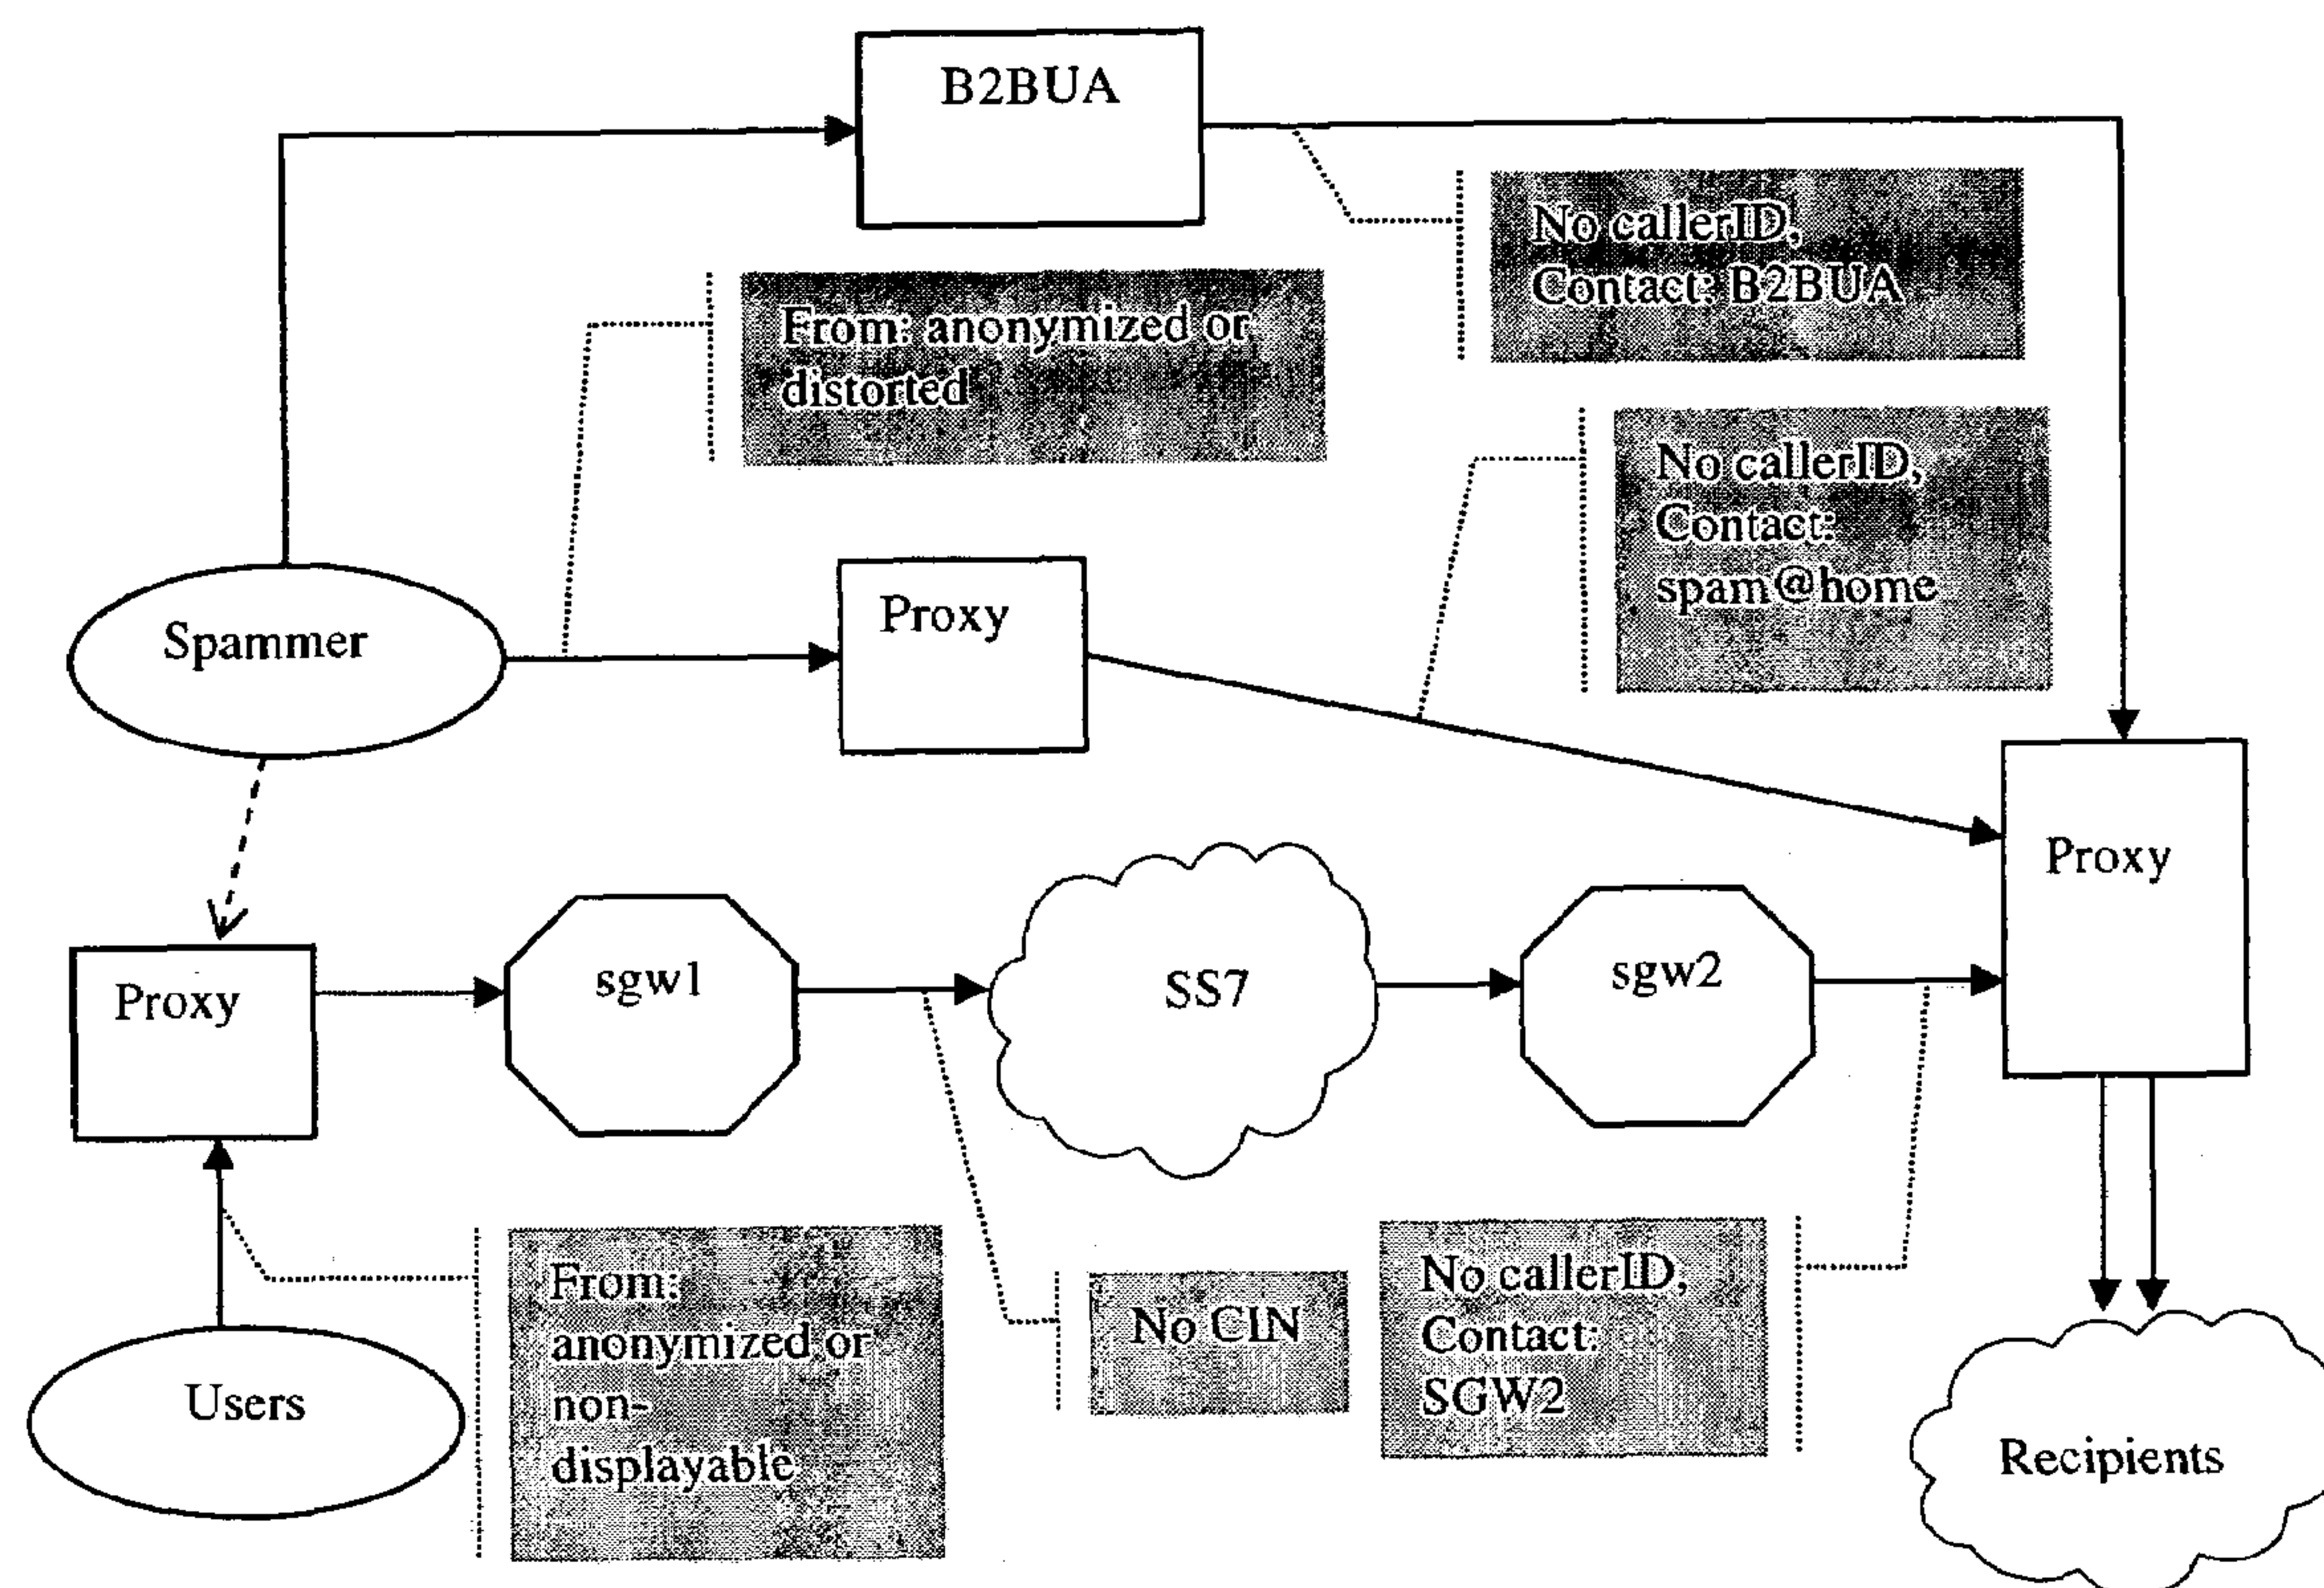 B2BUA
No callerID,
Contact: B2BUA
From: anonymized or
distorted
No callerID,
Contact:
spam@home
Spammer
Proxy
Proxy
Proxy
sgw1
SS7
sgw2
From:
anonymized or
non-
displayable
No CIN
No callerID,
Contact:
SGW2
Users
Recipients